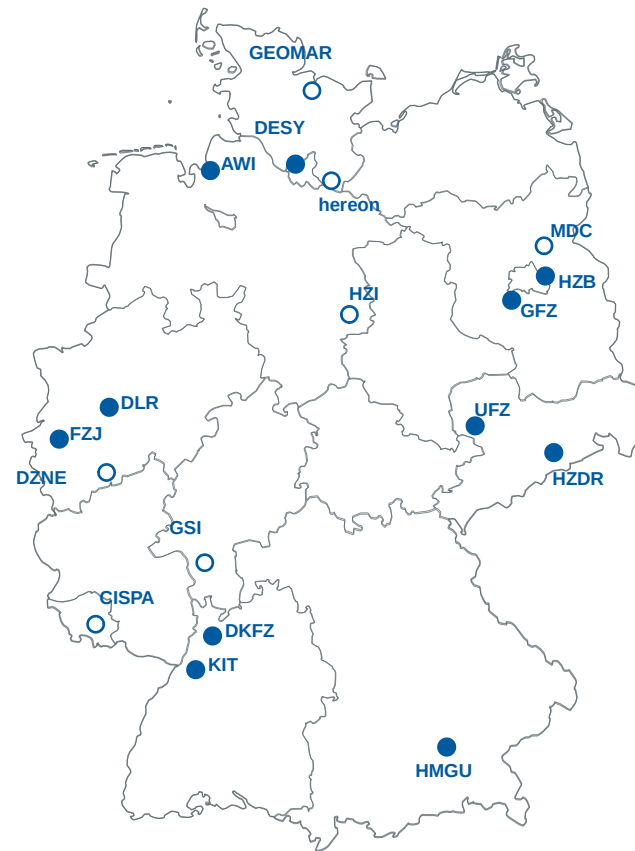 GEOMAR
DESY
AWI
hereon
MDC
HZB
HZI
GFZ
DLR
UFZ
FZJ
DZNE
HZDR
GSI
CISPA
DKFZ
KIT
HMGU